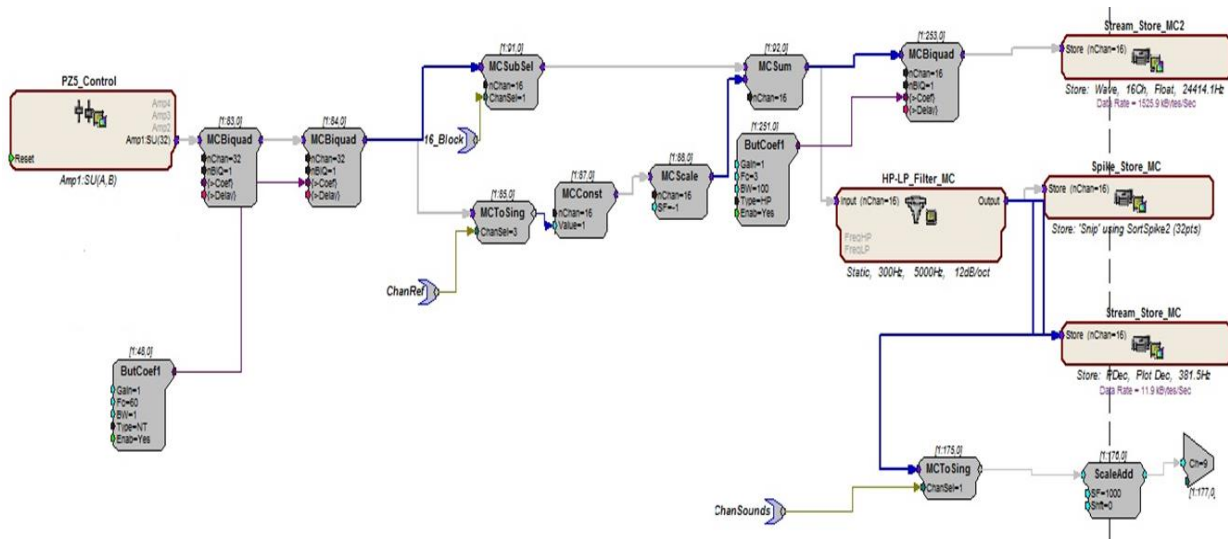 PZ5_Control
Amp4
Amp3
Amp2
Amp1:SU(32)
Reset
Amp1:SU(A,B)
[1:83,0]
MCBiquad
nChan=32
nBIQ=1
{>Coef}
{>Delay}
[1:84,0]
MCBiquad
nChan=32
nBIQ=1
{>Coef}
{>Delay}
[1:48,0]
ButCoef1
Gain=1
Fc=60
BW=1
Type=NT
Enab=Yes
[1:91,0]
MCSubSel
nChan=16
ChanSel=1
16_Block
[1:85,0]
MCToSing
ChanSel=3
ChanRef
[1:87,0]
MCConst
nChan=16
Value=1
[1:88,0]
MCScale
nChan=16
SF=-1
[1:92,0]
MCSum
nChan=16
[1:251,0]
ButCoef1
Gain=1
Fc=3
BW=100
Type=HP
Enab=Yes
[1:253,0]
MCBiquad
nChan=16
nBIQ=1
{>Coef}
{>Delay}
Stream_Store_MC2
Store (nChan=16)
Store: Wave, 16Ch, Float, 24414.1Hz
Data Rate = 1525.9 kBytes/Sec
HP-LP_Filter_MC
Input (nChan=16)
Output
FreqHP
FreqLP
Static, 300Hz, 5000Hz, 12dB/oct
Spike_Store_MC
Store (nChan=16)
Store: 'Snip' using SortSpike2 (32pts)
Stream_Store_MC
Store (nChan=16)
Store: PDec, Plot Dec, 381.5Hz
Data Rate = 11.9 kBytes/Sec
[1:175,0]
MCToSing
ChanSel=1
ChanSounds
[1:176,0]
ScaleAdd
SF=1000
Shft=0
Ch=9
[1:177,0]